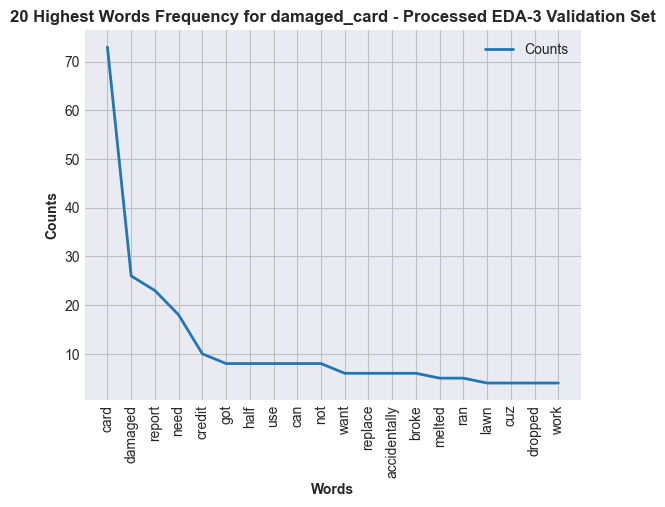 20 Highest Words Frequency for damaged_card - Processed EDA-3 Validation Set
Counts
70
60
50
40
30
20
10
Counts
card
damaged
report
need
credit
got
half
use
can
not
want
replace
accidentally
broke
melted
ran
lawn
cuz
dropped
work
Words